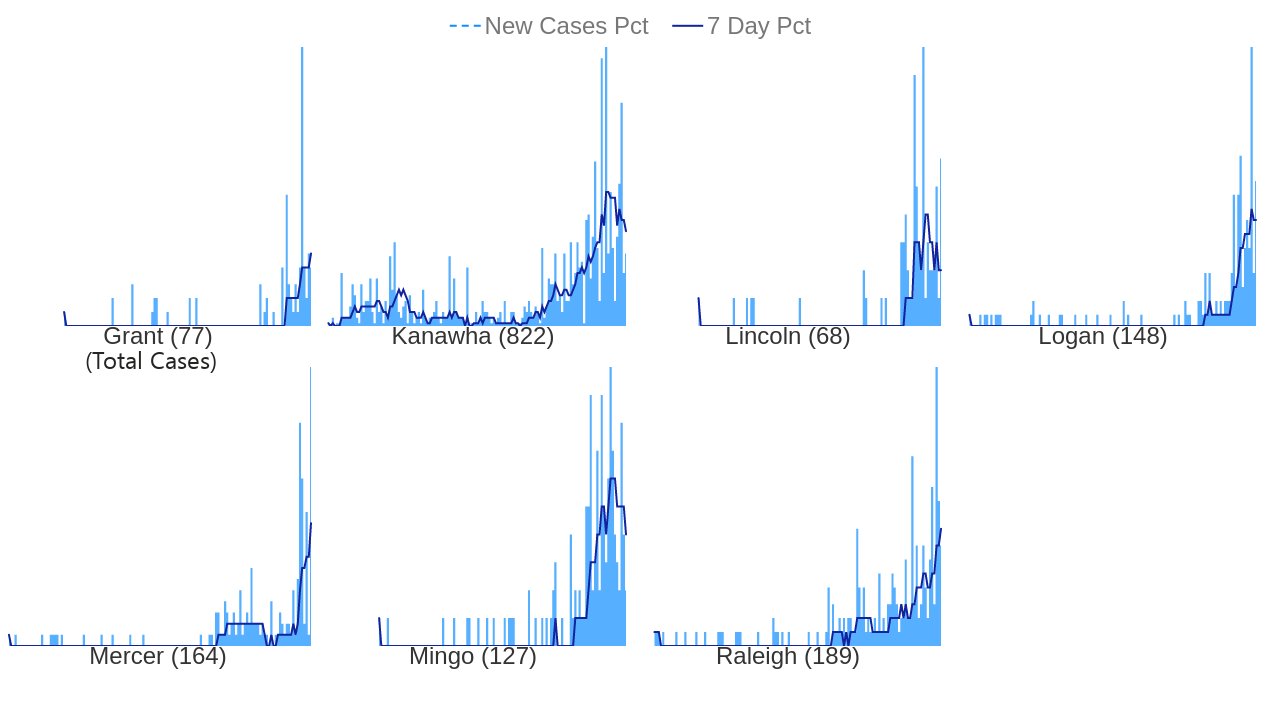 New Cases Pct 7 Day Pct
Grant (77)
(Total Cases)
Kanawha (822)
Lincoln (68)
Logan (148)
Mercer (164)
Mingo (127)
Raleigh (189)